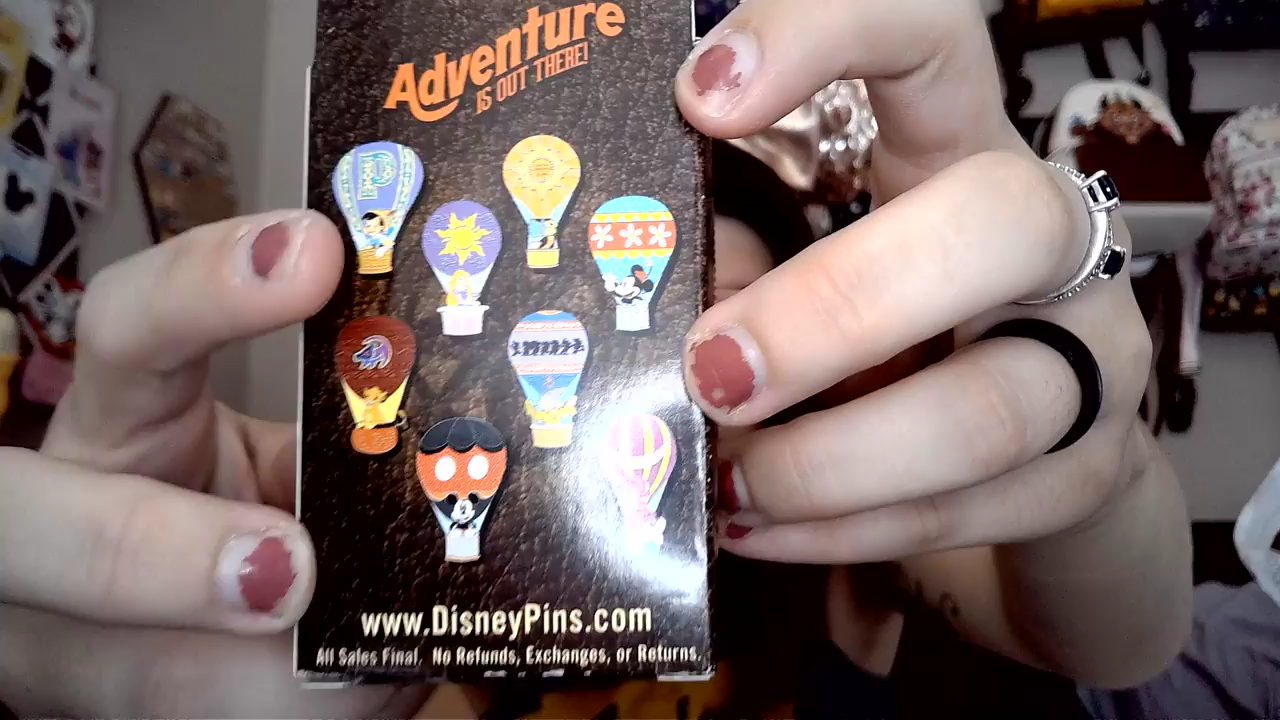 Adventure
IS OUT THERE!
P
www.DisneyPins.com
All Sales Final. No Refunds, Exchanges, or Returns.